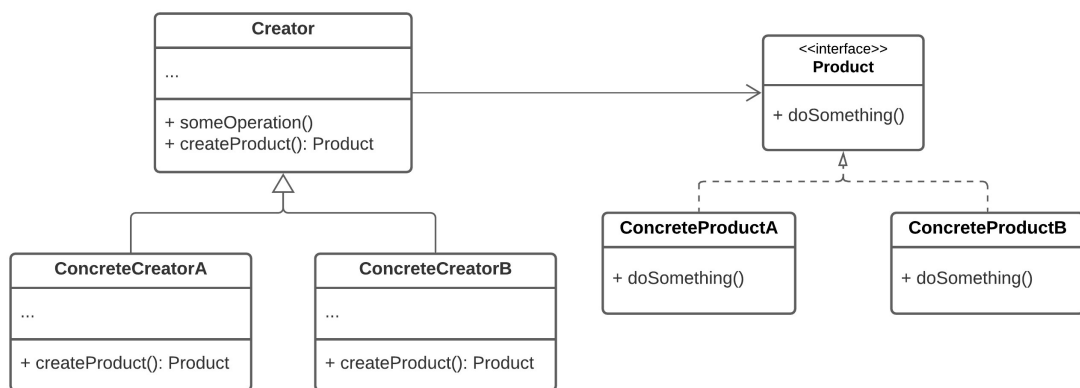 Creator
...
+ someOperation()
+ createProduct(): Product
<<interface>>
Product
+ doSomething()
ConcreteCreatorA
...
+ createProduct(): Product
ConcreteCreatorB
...
+ createProduct(): Product
ConcreteProductA
+ doSomething()
ConcreteProductB
+ doSomething()